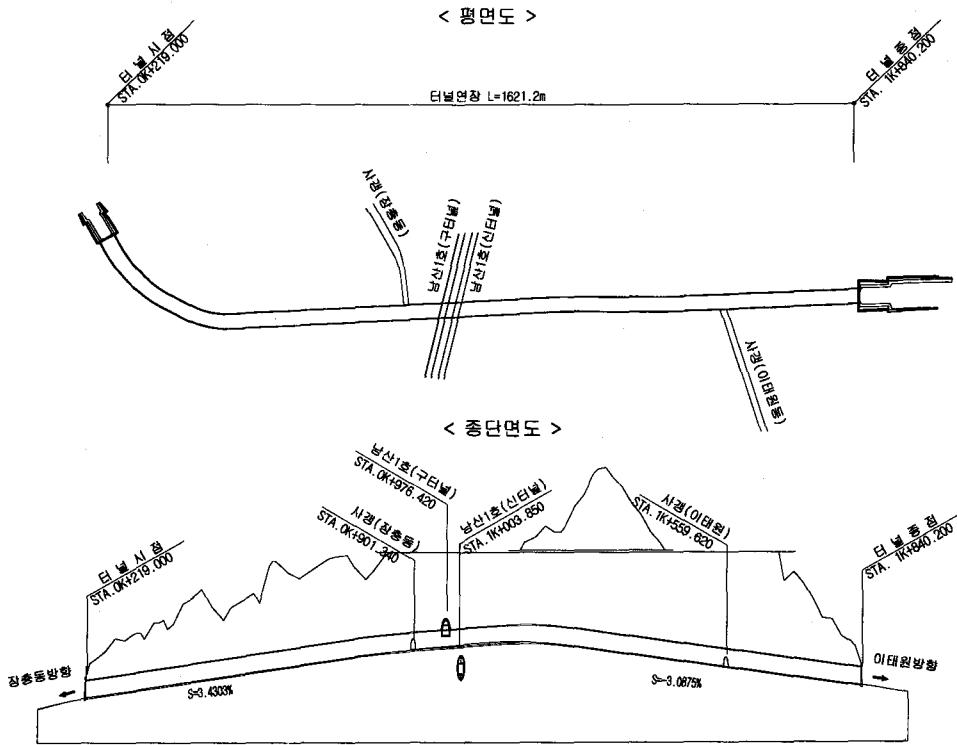 < 평면도 >
터 널 시 점
STA.0K+219.000
터 널 종 점
STA. 1K+840.200
터널연장 L=1621.2m
사갱(장충동)
남산1호(구터널)
남산1호(신터널)
사갱(이태원동)
< 종단면도 >
남산1호(구터널)
STA.0K+976.420
사갱(장충동)
STA.0K+901.340
남산1호(신터널)
STA.1K+003.850
사갱(이태원)
STA.1K+559.620
터 널 시 점
STA.0K+219.000
터 널 종 점
STA. 1K+840.200
장충동방향
이태원방향
S=3.4303%
S=-3.0875%